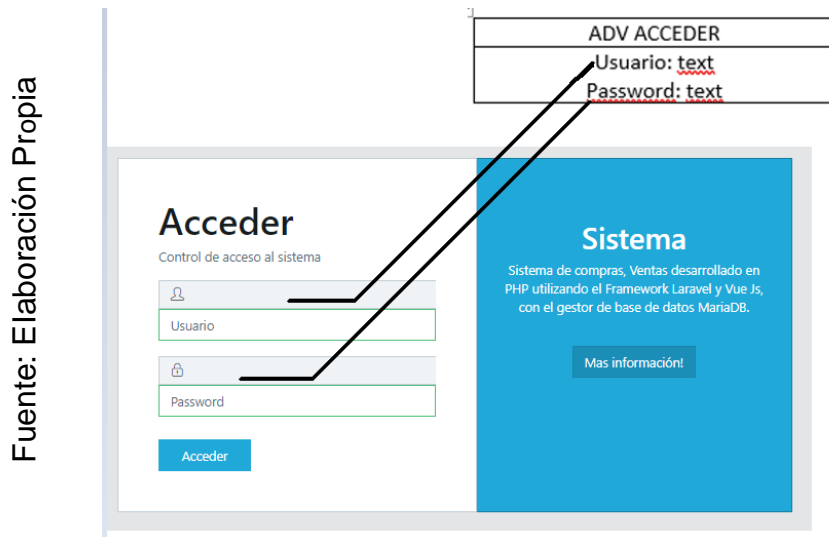 ADV ACCEDER
Usuario: text
Password: text
Fuente: Elaboración Propia
Acceder
Control de acceso al sistema
Usuario
Password
Acceder
Sistema
Sistema de compras, Ventas desarrollado en
PHP utilizando el Framework Laravel y Vue Js,
con el gestor de base de datos MariaDB.
Mas información!